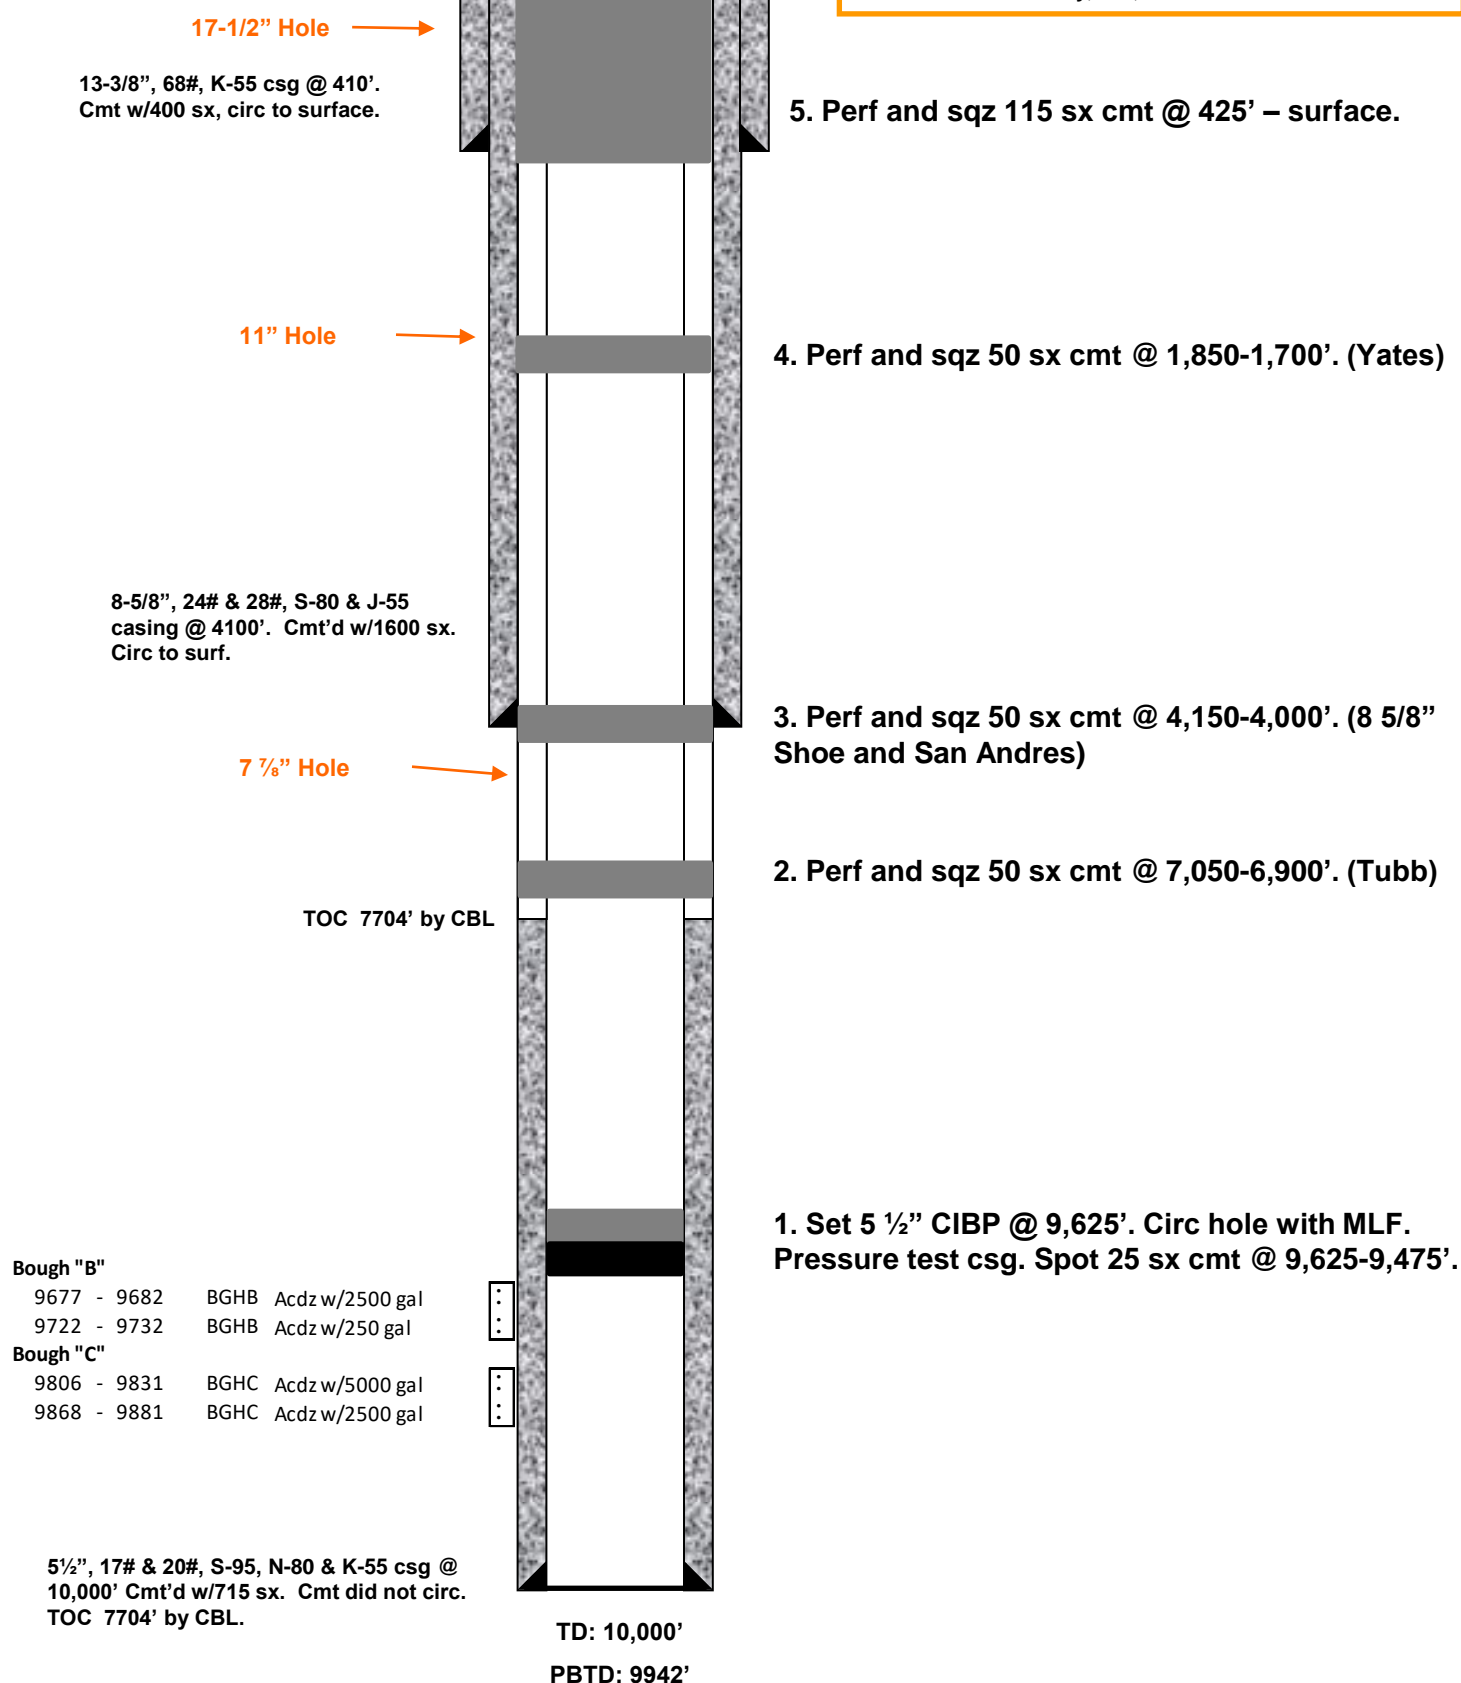 17-1/2” Hole
13-3/8”, 68#, K-55 csg @ 410’.
Cmt w/400 sx, circ to surface.
5. Perf and sqz 115 sx cmt @ 425’ – surface.
11” Hole
4. Perf and sqz 50 sx cmt @ 1,850-1,700’. (Yates)
8-5/8”, 24# & 28#, S-80 & J-55
casing @ 4100’. Cmt’d w/1600 sx.
Circ to surf.
3. Perf and sqz 50 sx cmt @ 4,150-4,000’. (8 5/8”
Shoe and San Andres)
7 ⅞” Hole
2. Perf and sqz 50 sx cmt @ 7,050-6,900’. (Tubb)
TOC 7704’ by CBL
1. Set 5 ½” CIBP @ 9,625’. Circ hole with MLF.
Pressure test csg. Spot 25 sx cmt @ 9,625-9,475’.
Bough "B"
9677 - 9682 BGHB Acdz w/2500 gal
9722 - 9732 BGHB Acdz w/250 gal
Bough "C"
9806 - 9831 BGHC Acdz w/5000 gal
9868 - 9881 BGHC Acdz w/2500 gal
5½”, 17# & 20#, S-95, N-80 & K-55 csg @
10,000’ Cmt’d w/715 sx. Cmt did not circ.
TOC 7704’ by CBL.
TD: 10,000’
PBTD: 9942’